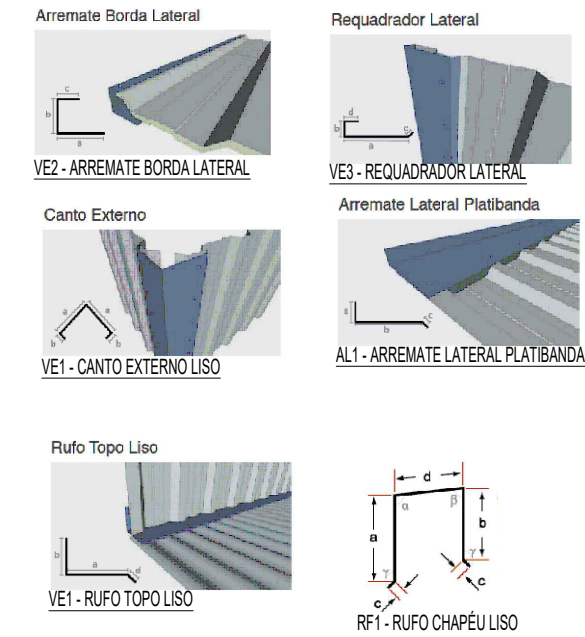 Arremate Borda Lateral
c
b
a
VE2 - ARREMATE BORDA LATERAL
Requadrador Lateral
d
b
c
a
VE3 - REQUADRADOR LATERAL
Canto Externo
a
a
b
b
VE1 - CANTO EXTERNO LISO
Arremate Lateral Platibanda
a
c
b
AL1 - ARREMATE LATERAL PLATIBANDA
Rufo Topo Liso
b
a
d
VE1 - RUFO TOPO LISO
d
α
β
a
b
γ
γ
c
c
RF1 - RUFO CHAPÉU LISO